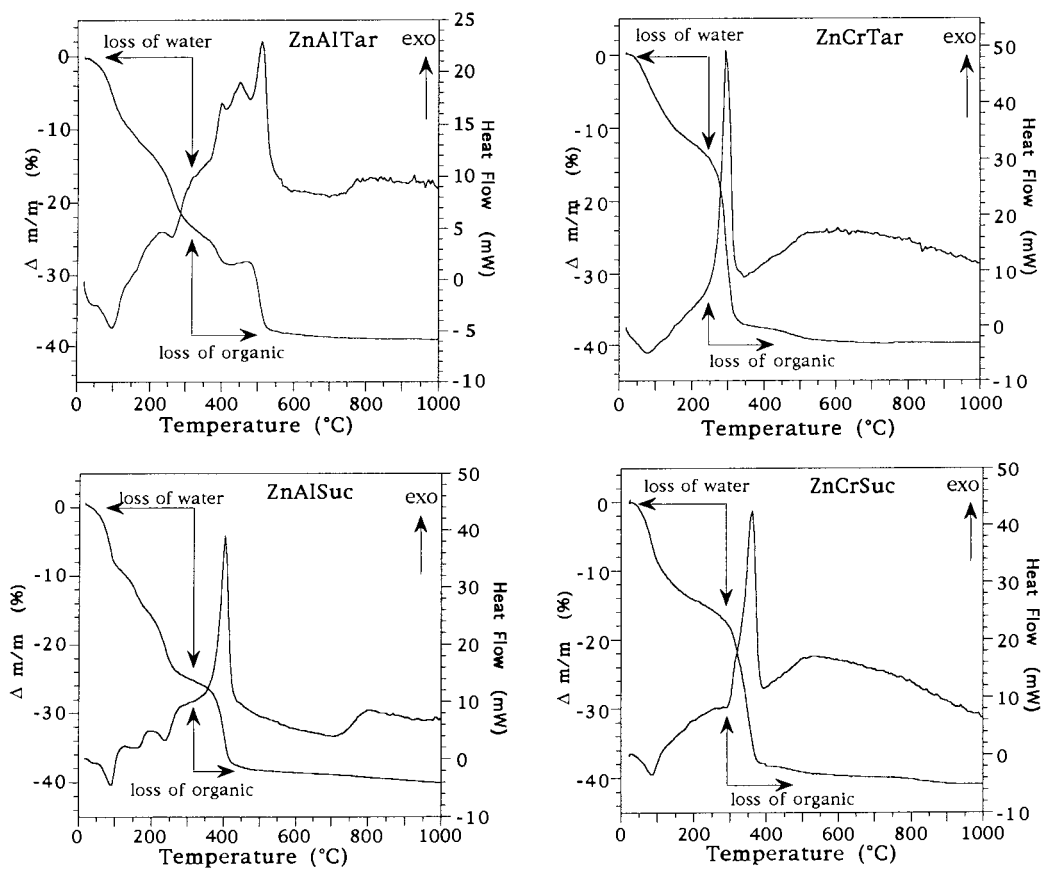 ZnAlTar
exo
loss of water
loss of organic
Δ m/m (%)
0
-10
-20
-30
-40
25
20
15
10
5
0
-5
-10
Heat Flow (mW)
0 200 400 600 800 1000
Temperature (°C)
ZnCrTar
exo
loss of water
loss of organic
Δ m/m (%)
0
-10
-20
-30
-40
50
40
30
20
10
0
-10
Heat Flow (mW)
0 200 400 600 800 1000
Temperature (°C)
ZnAlSuc
exo
loss of water
loss of organic
Δ m/m (%)
0
-10
-20
-30
-40
50
40
30
20
10
0
-10
Heat Flow (mW)
0 200 400 600 800 1000
Temperature (°C)
ZnCrSuc
exo
loss of water
loss of organic
Δ m/m (%)
0
-10
-20
-30
-40
50
40
30
20
10
0
-10
Heat Flow (mW)
0 200 400 600 800 1000
Temperature (°C)